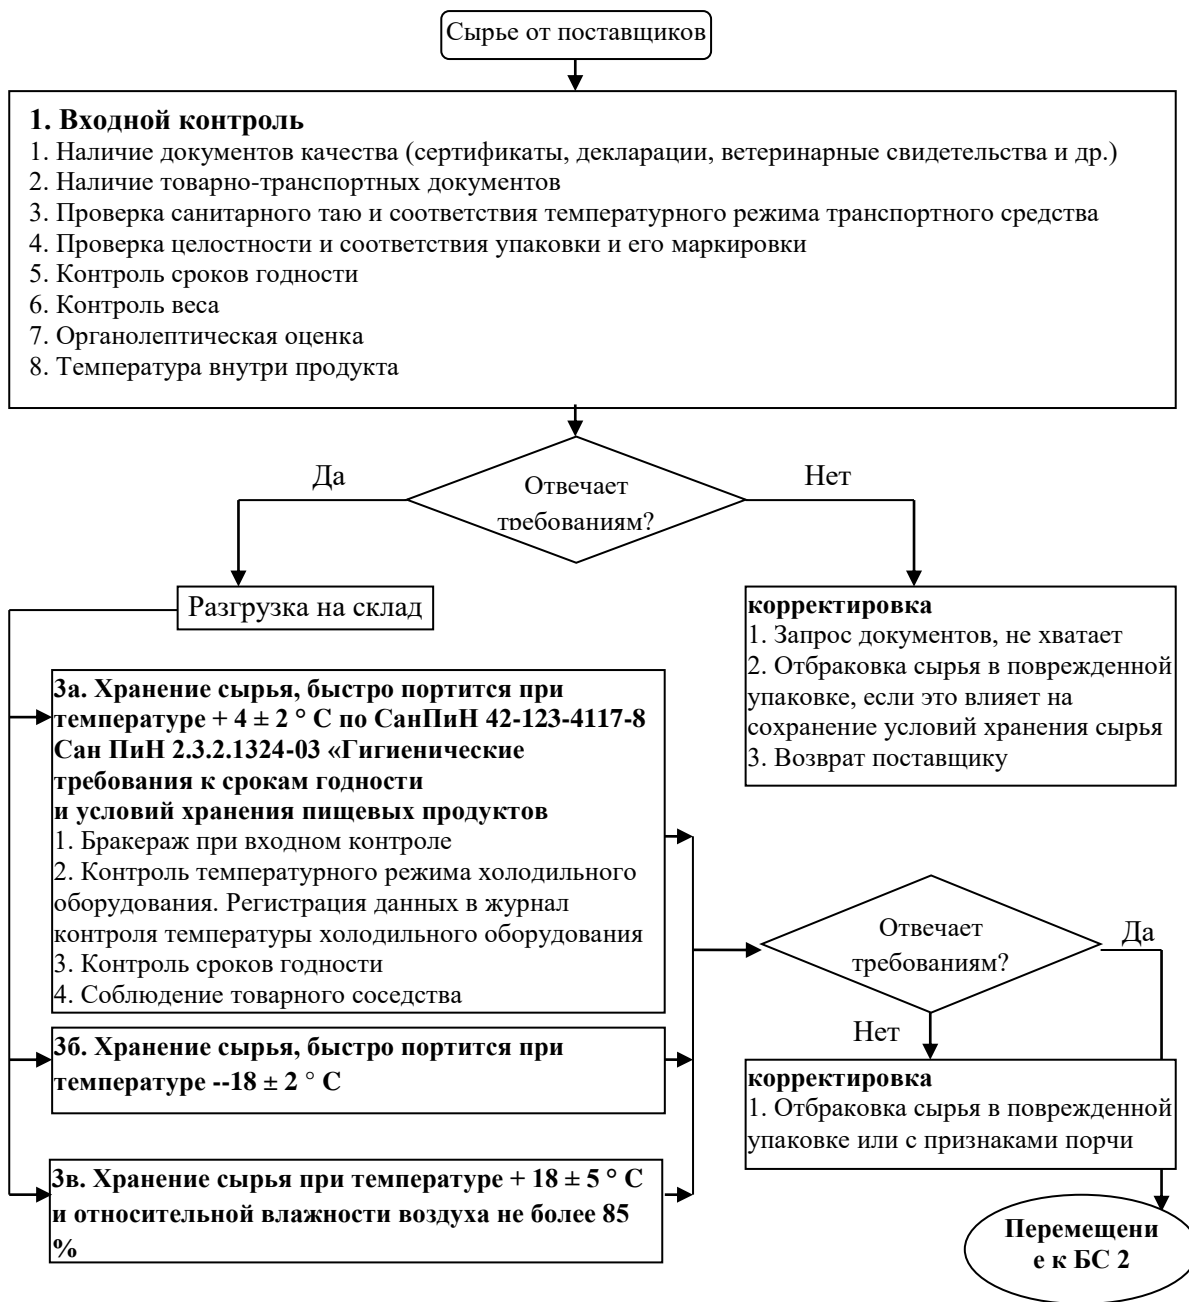 Сырье от поставщиков
1. Входной контроль
1. Наличие документов качества (сертификаты, декларации, ветеринарные свидетельства и др.)
2. Наличие товарно-транспортных документов
3. Проверка санитарного таю и соответствия температурного режима транспортного средства
4. Проверка целостности и соответствия упаковки и его маркировки
5. Контроль сроков годности
6. Контроль веса
7. Органолептическая оценка
8. Температура внутри продукта
Да
Нет
Отвечает
требованиям?
Разгрузка на склад
корректировка
1. Запрос документов, не хватает
2. Отбраковка сырья в поврежденной
упаковке, если это влияет на
сохранение условий хранения сырья
3. Возврат поставщику
3а. Хранение сырья, быстро портится при
температуре + 4 ± 2 ° С по СанПиН 42-123-4117-8
Сан ПиН 2.3.2.1324-03 «Гигиенические
требования к срокам годности
и условий хранения пищевых продуктов
1. Бракераж при входном контроле
2. Контроль температурного режима холодильного
оборудования. Регистрация данных в журнал
контроля температуры холодильного оборудования
3. Контроль сроков годности
4. Соблюдение товарного соседства
Отвечает
требованиям?
Да
Нет
3б. Хранение сырья, быстро портится при
температуре --18 ± 2 ° С
корректировка
1. Отбраковка сырья в поврежденной
упаковке или с признаками порчи
3в. Хранение сырья при температуре + 18 ± 5 ° С
и относительной влажности воздуха не более 85
%
Перемещени
е к БС 2